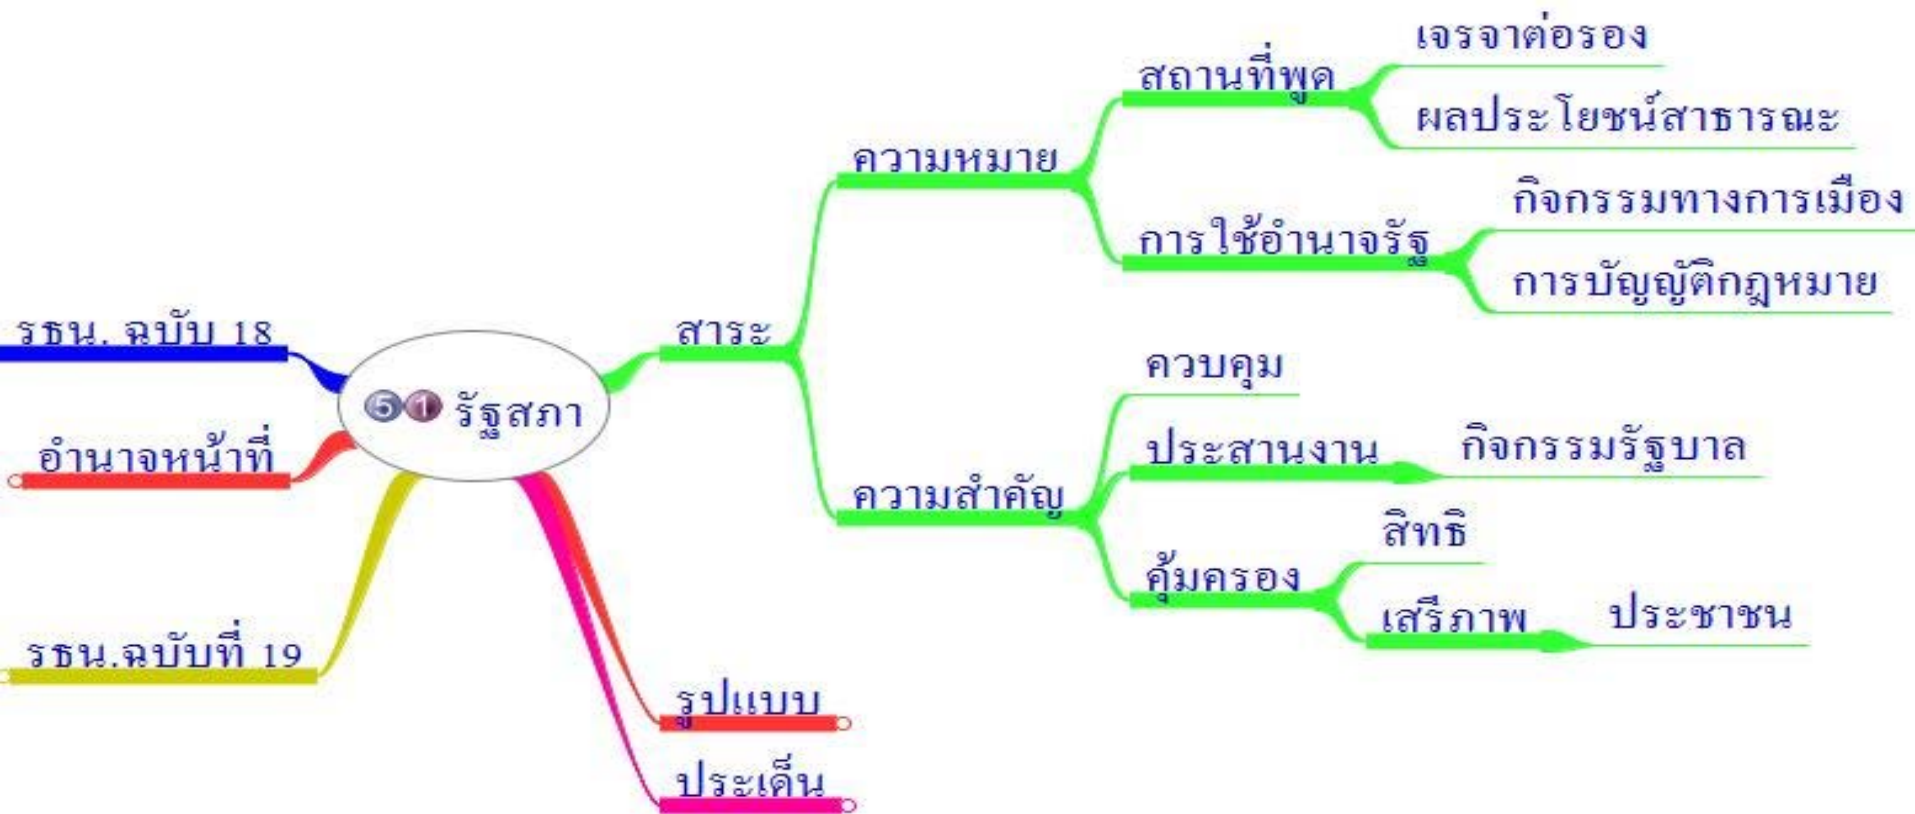 5 1 รัฐสภา
สาระ
ความหมาย
สถานที่พูด
เจรจาต่อรอง
ผลประโยชน์สาธารณะ
การใช้อำนาจรัฐ
กิจกรรมทางการเมือง
การบัญญัติกฎหมาย
ความสำคัญ
ควบคุม
ประสานงาน
กิจกรรมรัฐบาล
คุ้มครอง
สิทธิ
เสรีภาพ
ประชาชน
รูปแบบ
ประเด็น
รธน. ฉบับ 18
อำนาจหน้าที่
รธน.ฉบับที่ 19